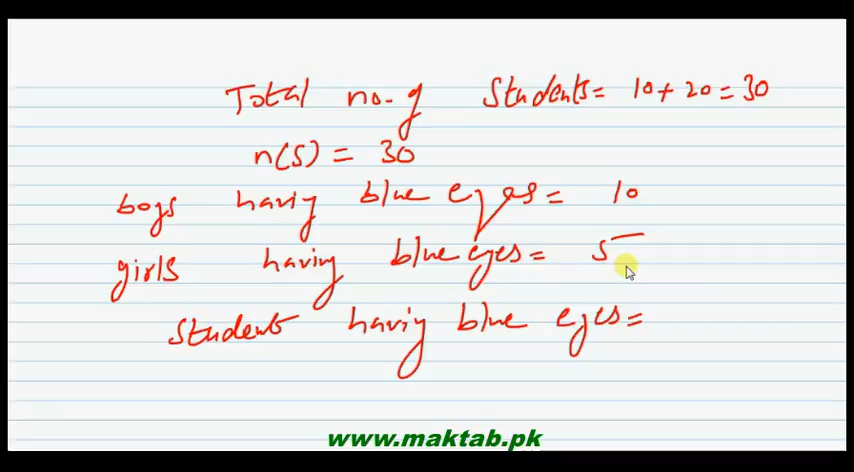 Total no. of Students = 10 + 20 = 30
n(S) = 30
boys having blue eyes = 10
girls having blue eyes = 5
Students having blue eyes =
www.maktab.pk